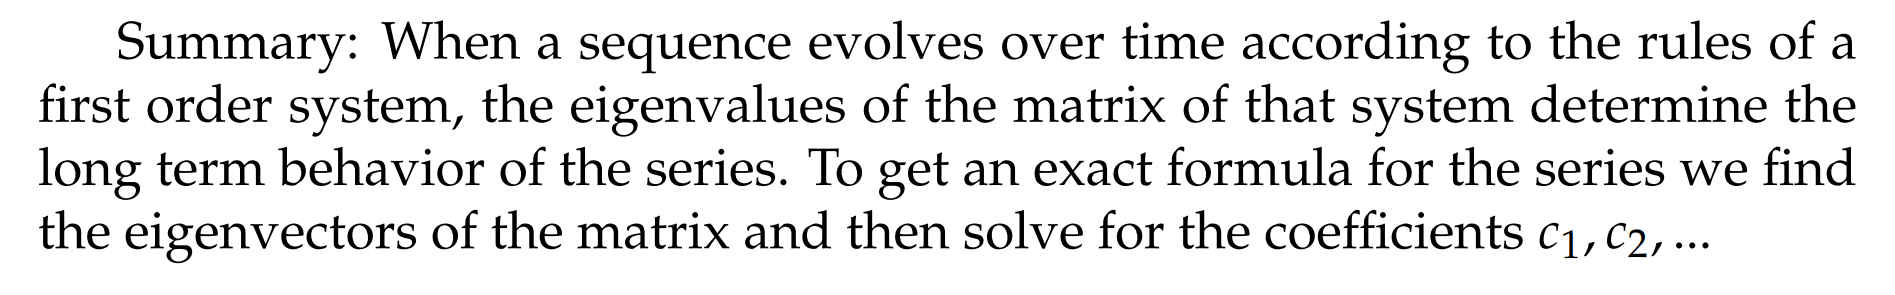 Summary: When a sequence evolves over time according to the rules of a
first order system, the eigenvalues of the matrix of that system determine the
long term behavior of the series. To get an exact formula for the series we find
the eigenvectors of the matrix and then solve for the coefficients c₁, c₂, ...